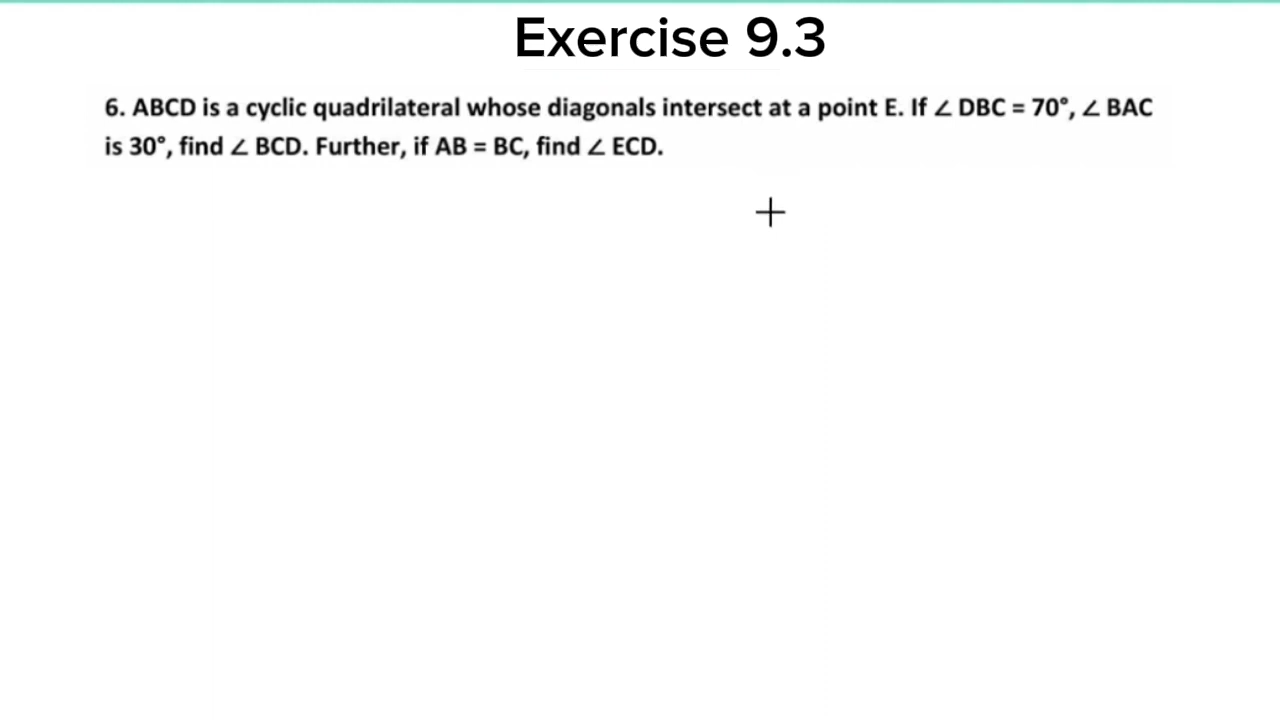 Exercise 9.3
6. ABCD is a cyclic quadrilateral whose diagonals intersect at a point E. If ∠ DBC = 70°, ∠ BAC
is 30°, find ∠ BCD. Further, if AB = BC, find ∠ ECD.